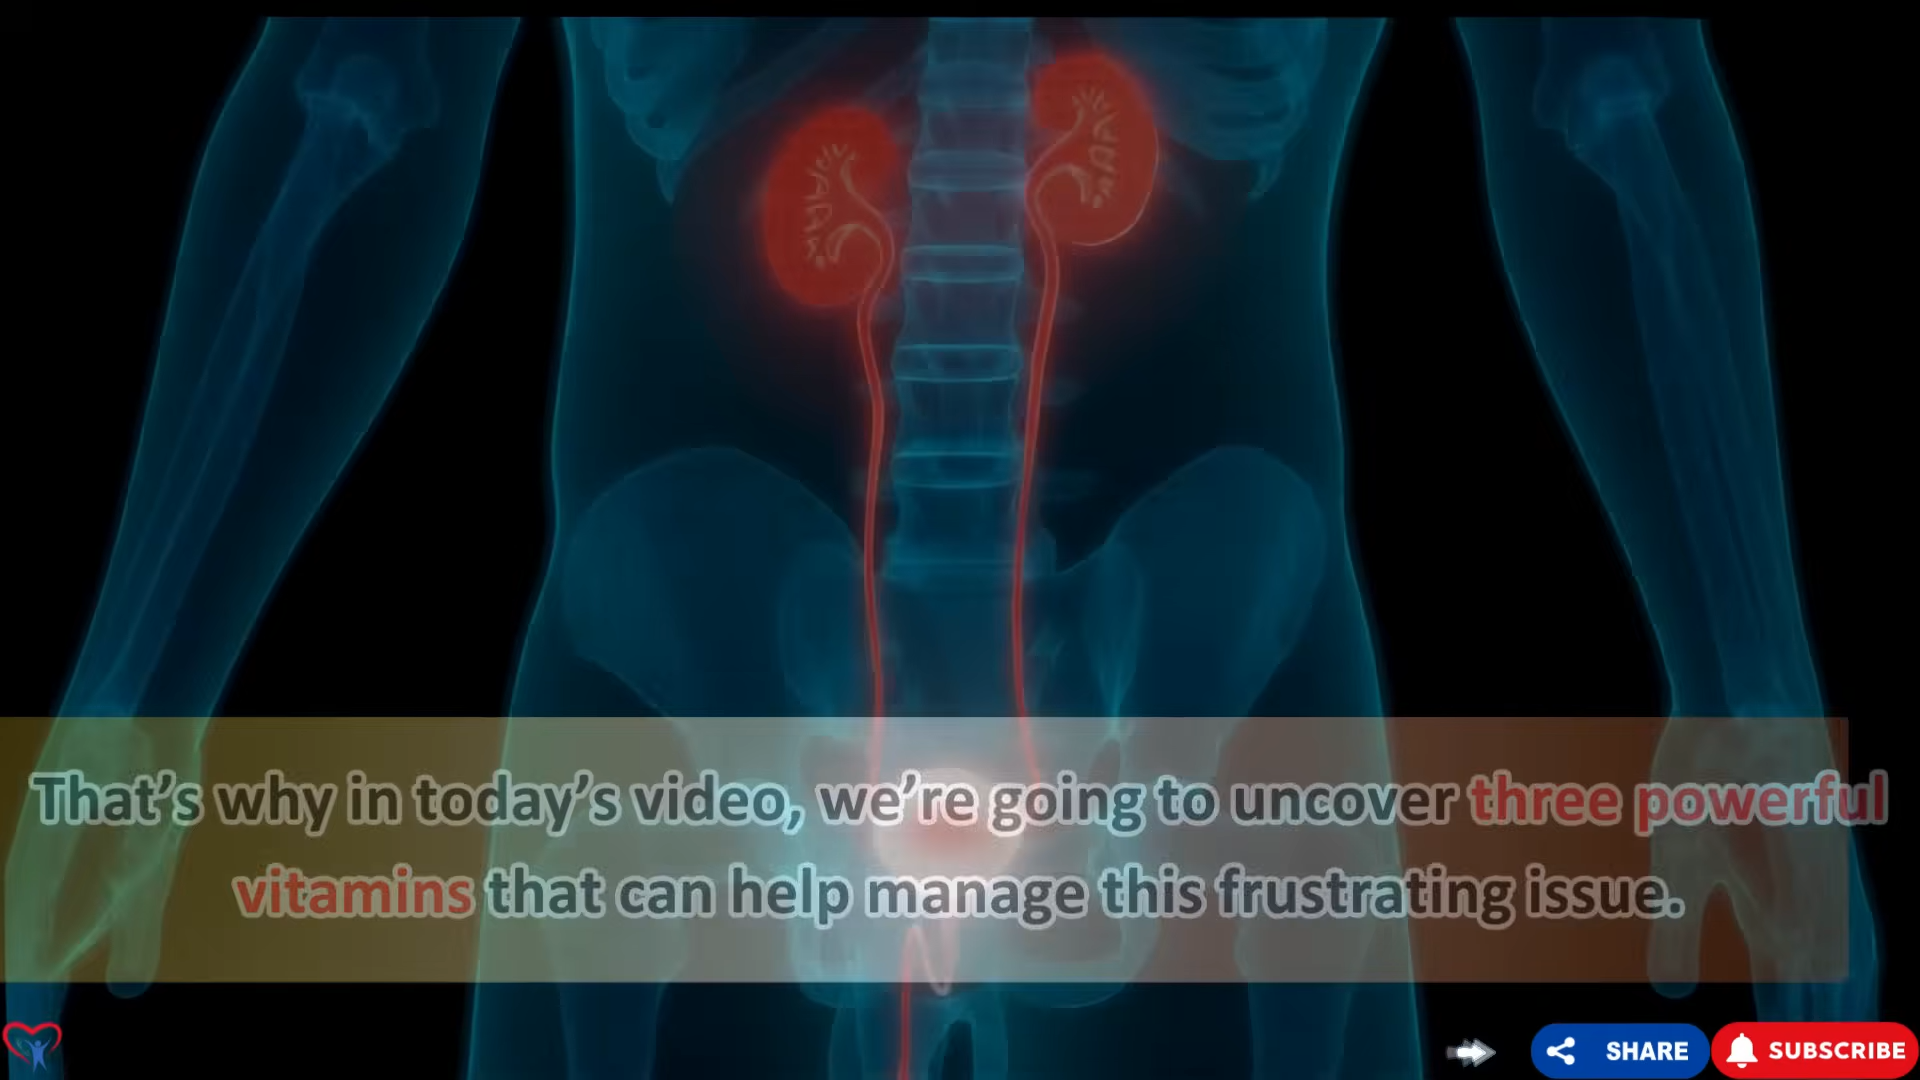 That's why in today's video, we're going to uncover three powerful
vitamins that can help manage this frustrating issue.
SHARE
SUBSCRIBE